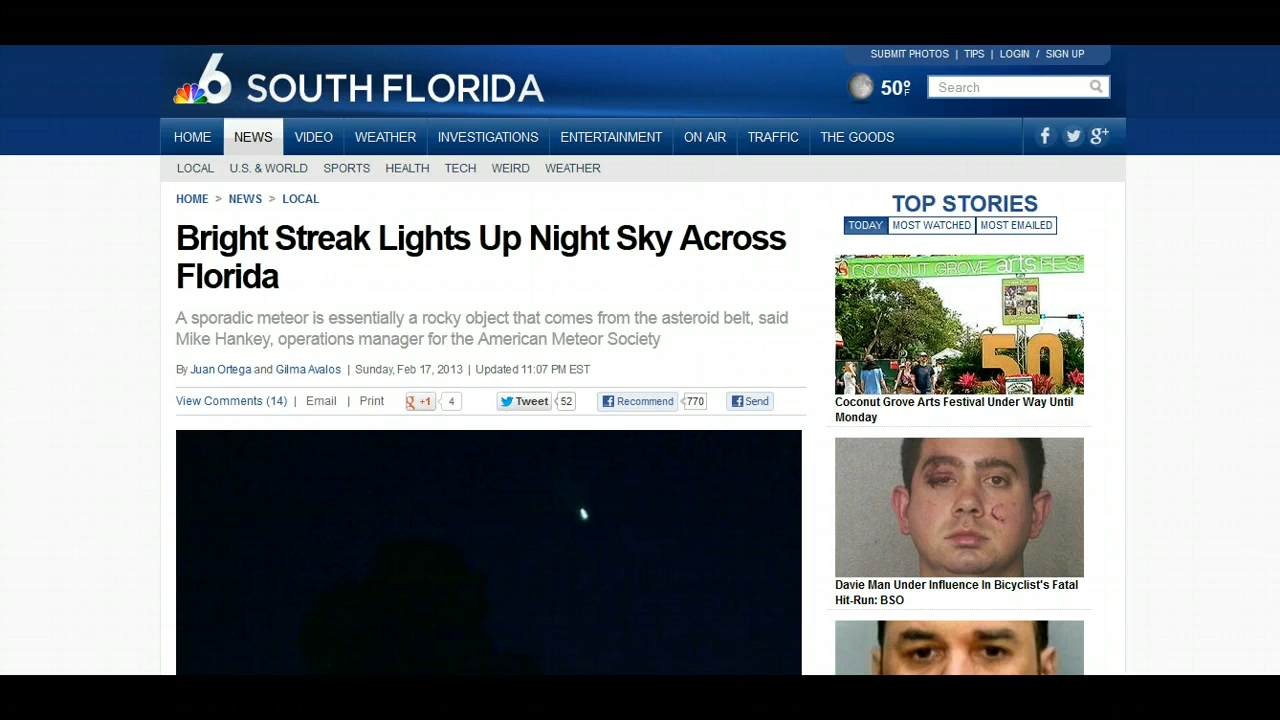 SUBMIT PHOTOS | TIPS | LOGIN / SIGN UP
6 SOUTH FLORIDA
50°F
Search
HOME NEWS VIDEO WEATHER INVESTIGATIONS ENTERTAINMENT ON AIR TRAFFIC THE GOODS
LOCAL U.S. & WORLD SPORTS HEALTH TECH WEIRD WEATHER
HOME > NEWS > LOCAL
Bright Streak Lights Up Night Sky Across
Florida
A sporadic meteor is essentially a rocky object that comes from the asteroid belt, said
Mike Hankey, operations manager for the American Meteor Society
By Juan Ortega and Gilma Avalos | Sunday, Feb 17, 2013 | Updated 11:07 PM EST
View Comments (14) | Email | Print +1 4 Tweet 52 Recommend 770 Send
TOP STORIES
TODAY MOST WATCHED MOST EMAILED
COCONUT GROVE arts FES
50
Coconut Grove Arts Festival Under Way Until
Monday
Davie Man Under Influence In Bicyclist's Fatal
Hit-Run: BSO